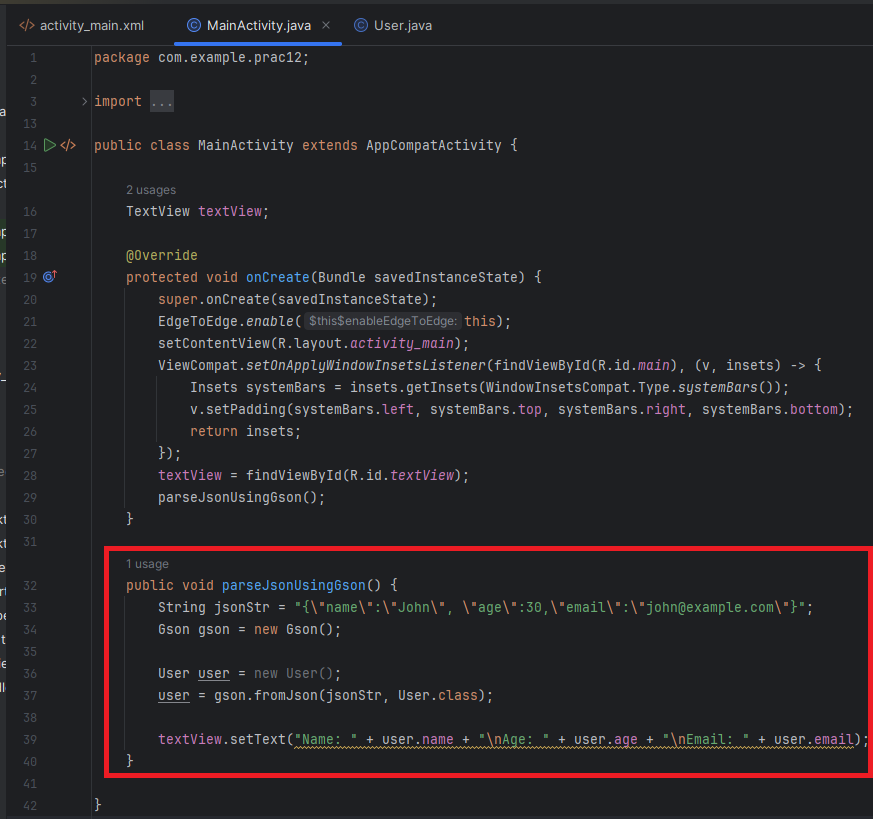 activity_main.xml MainActivity.java User.java
1 package com.example.prac12;
2
3 import ...
13
14 public class MainActivity extends AppCompatActivity {
15
2 usages
16 TextView textView;
17
18 @Override
19 protected void onCreate(Bundle savedInstanceState) {
20 super.onCreate(savedInstanceState);
21 EdgeToEdge.enable( $this$enableEdgeToEdge: this);
22 setContentView(R.layout.activity_main);
23 ViewCompat.setOnApplyWindowInsetsListener(findViewById(R.id.main), (v, insets) -> {
24 Insets systemBars = insets.getInsets(WindowInsetsCompat.Type.systemBars());
25 v.setPadding(systemBars.left, systemBars.top, systemBars.right, systemBars.bottom);
26 return insets;
27 });
28 textView = findViewById(R.id.textView);
29 parseJsonUsingGson();
30 }
31
1 usage
32 public void parseJsonUsingGson() {
33 String jsonStr = "{\"name\":\"John\", \"age\":30,\"email\":\"john@example.com\"}";
34 Gson gson = new Gson();
35
36 User user = new User();
37 user = gson.fromJson(jsonStr, User.class);
38
39 textView.setText("Name: " + user.name + "\nAge: " + user.age + "\nEmail: " + user.email);
40 }
41
42 }